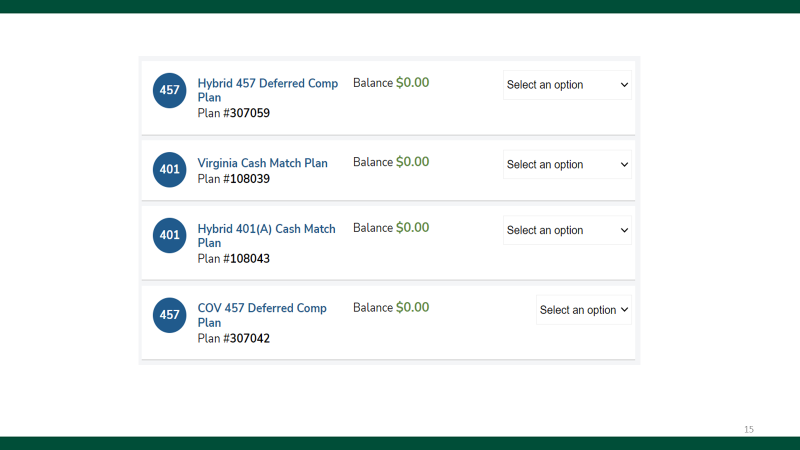 457
Hybrid 457 Deferred Comp
Plan
Plan #307059
Balance $0.00
Select an option
401
Virginia Cash Match Plan
Plan #108039
Balance $0.00
Select an option
401
Hybrid 401(A) Cash Match
Plan
Plan #108043
Balance $0.00
Select an option
457
COV 457 Deferred Comp
Plan
Plan #307042
Balance $0.00
Select an option
15